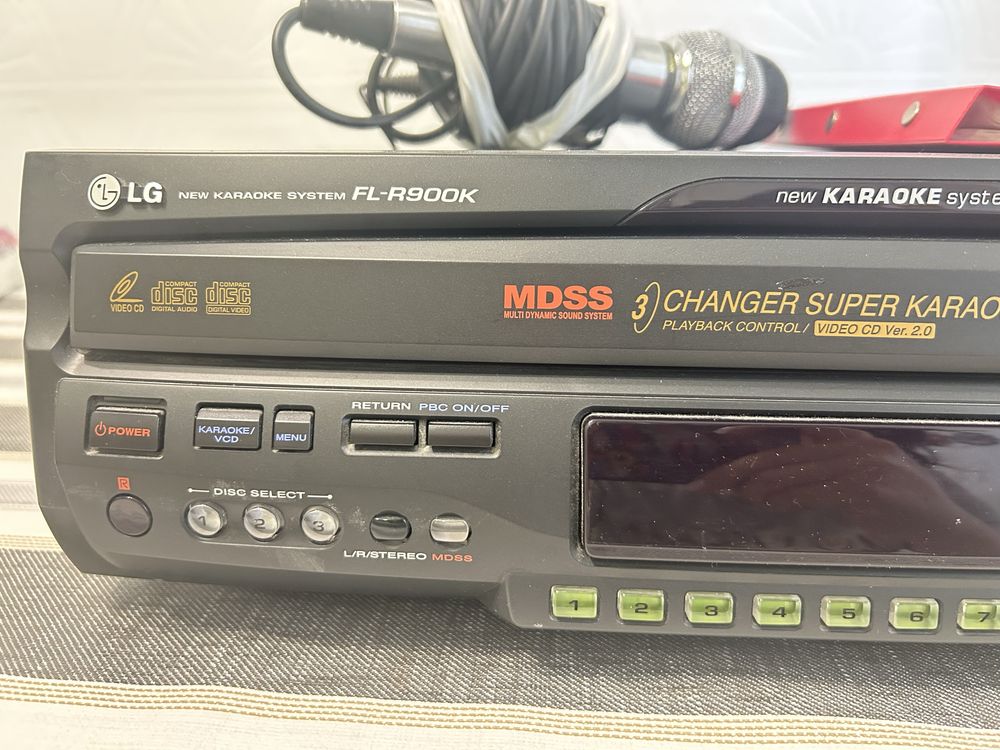 LG NEW KARAOKE SYSTEM FL-R900K
new KARAOKE syste
VIDEO CD
COMPACT disc DIGITAL AUDIO
COMPACT disc DIGITAL VIDEO
MDSS
MULTI DYNAMIC SOUND SYSTEM
3 CHANGER SUPER KARAO
PLAYBACK CONTROL/ VIDEO CD Ver. 2.0
POWER
KARAOKE/
VCD
MENU
RETURN PBC ON/OFF
R
DISC SELECT
1 2 3
L/R/STEREO MDSS
1 2 3 4 5 6 7